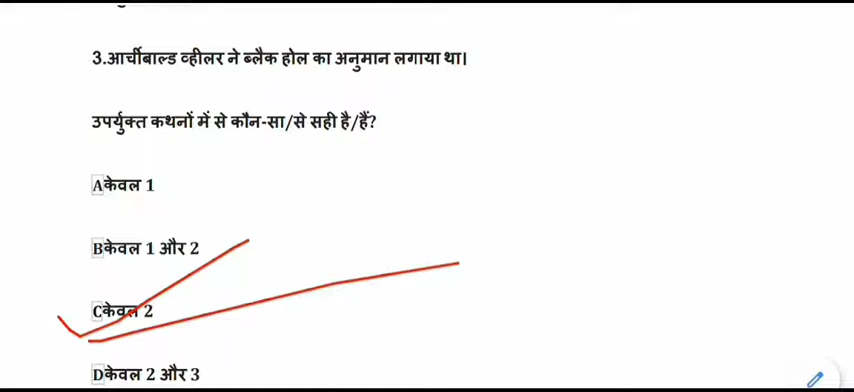 3.आर्चीबाल्ड व्हीलर ने ब्लैक होल का अनुमान लगाया था।
उपर्युक्त कथनों में से कौन-सा/से सही है/हैं?
Aकेवल 1
Bकेवल 1 और 2
Cकेवल 2
Dकेवल 2 और 3